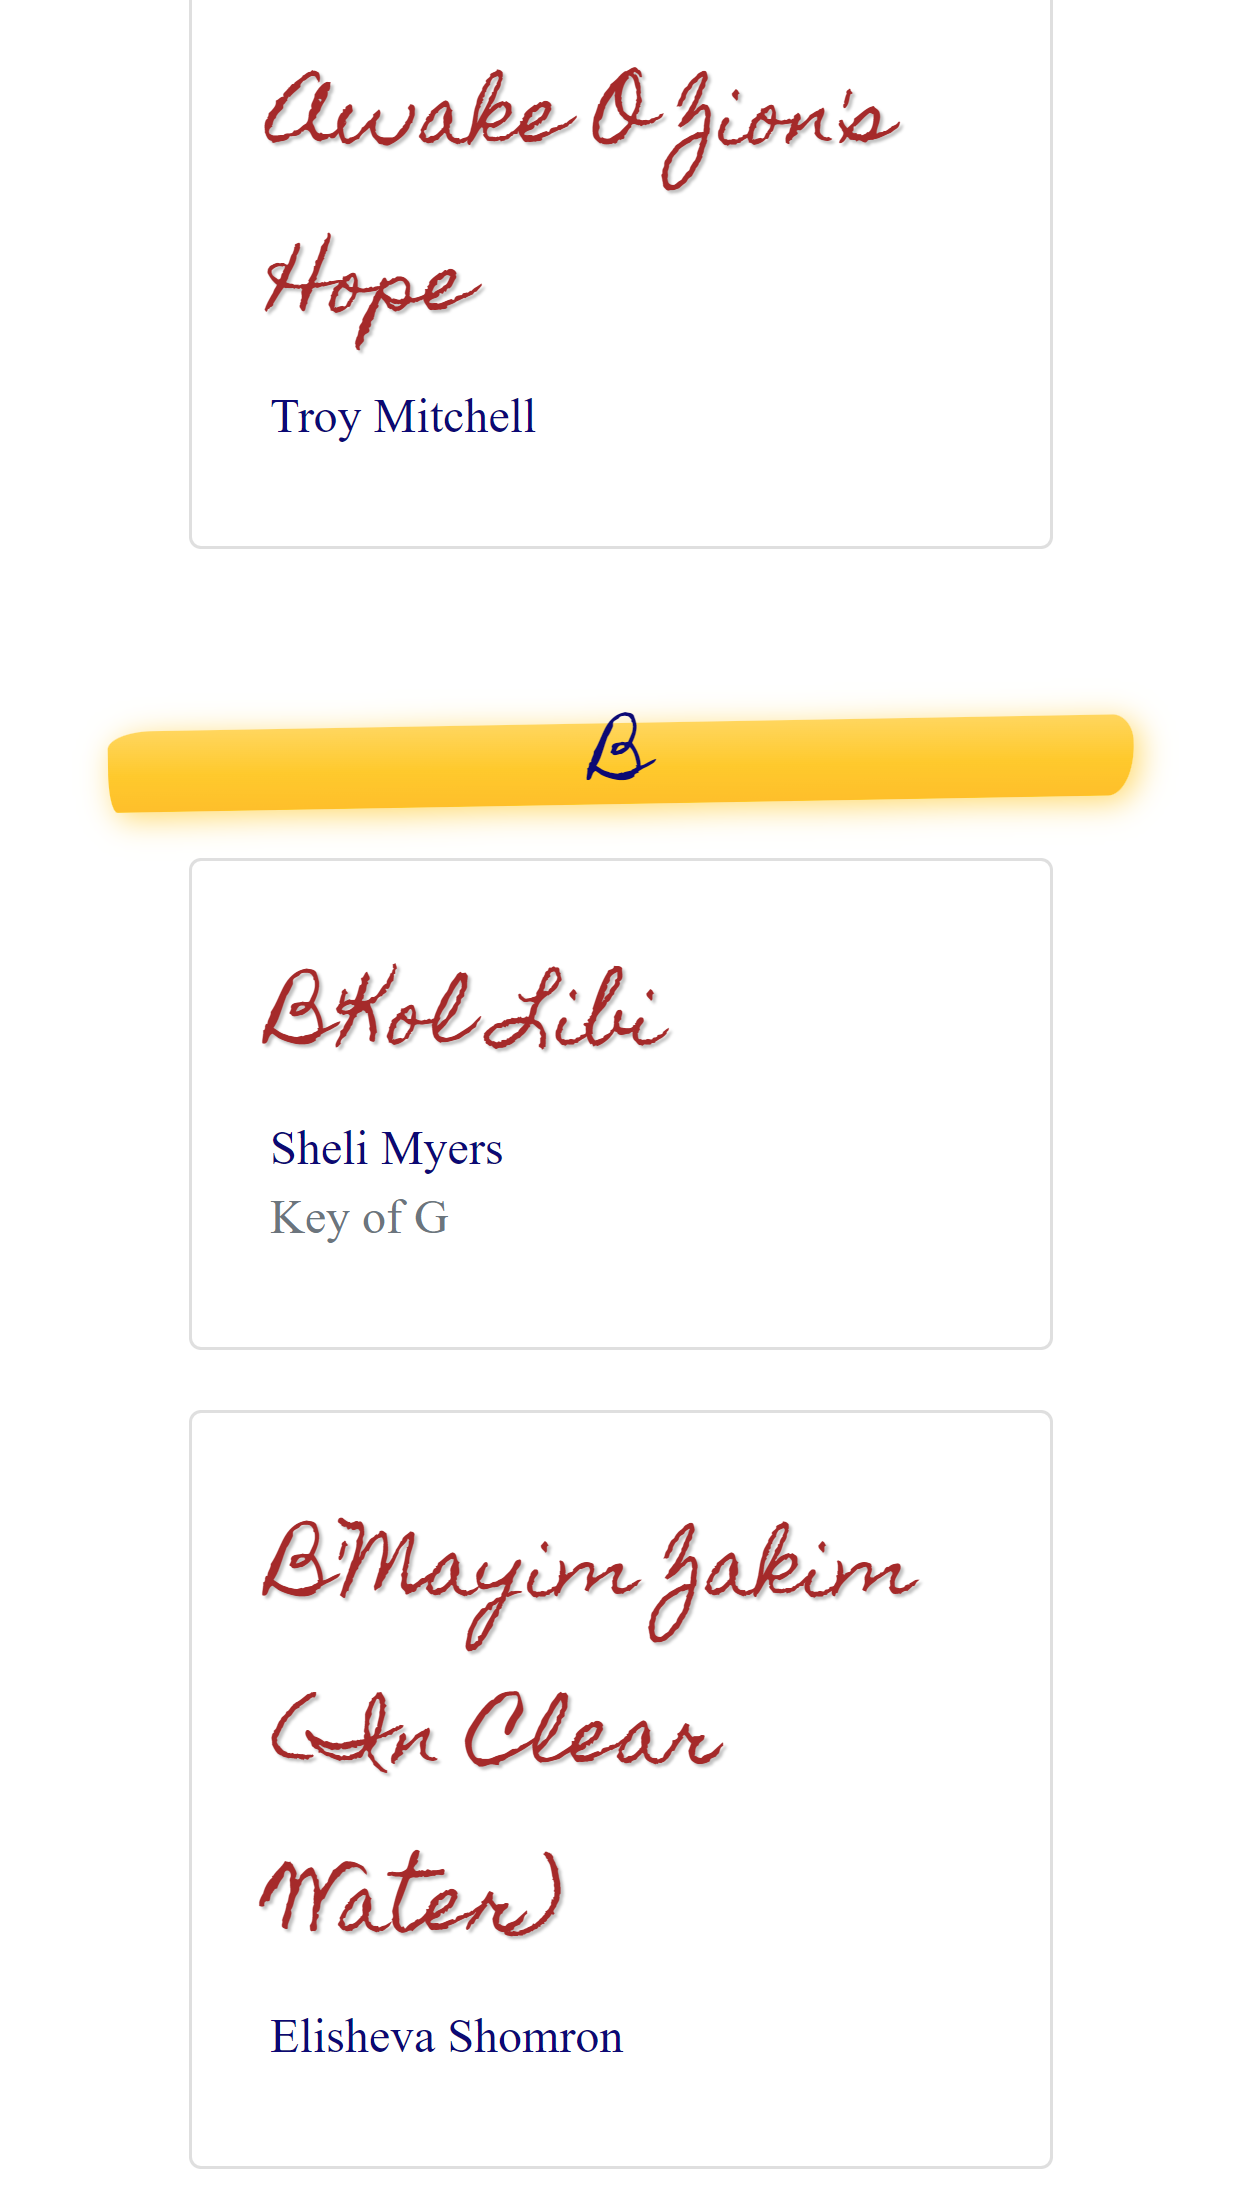 Awake O Zion's
Hope
Troy Mitchell
B
B'Kol Libi
Sheli Myers
Key of G
B'Mayim Zakim
(In Clear
Water)
Elisheva Shomron